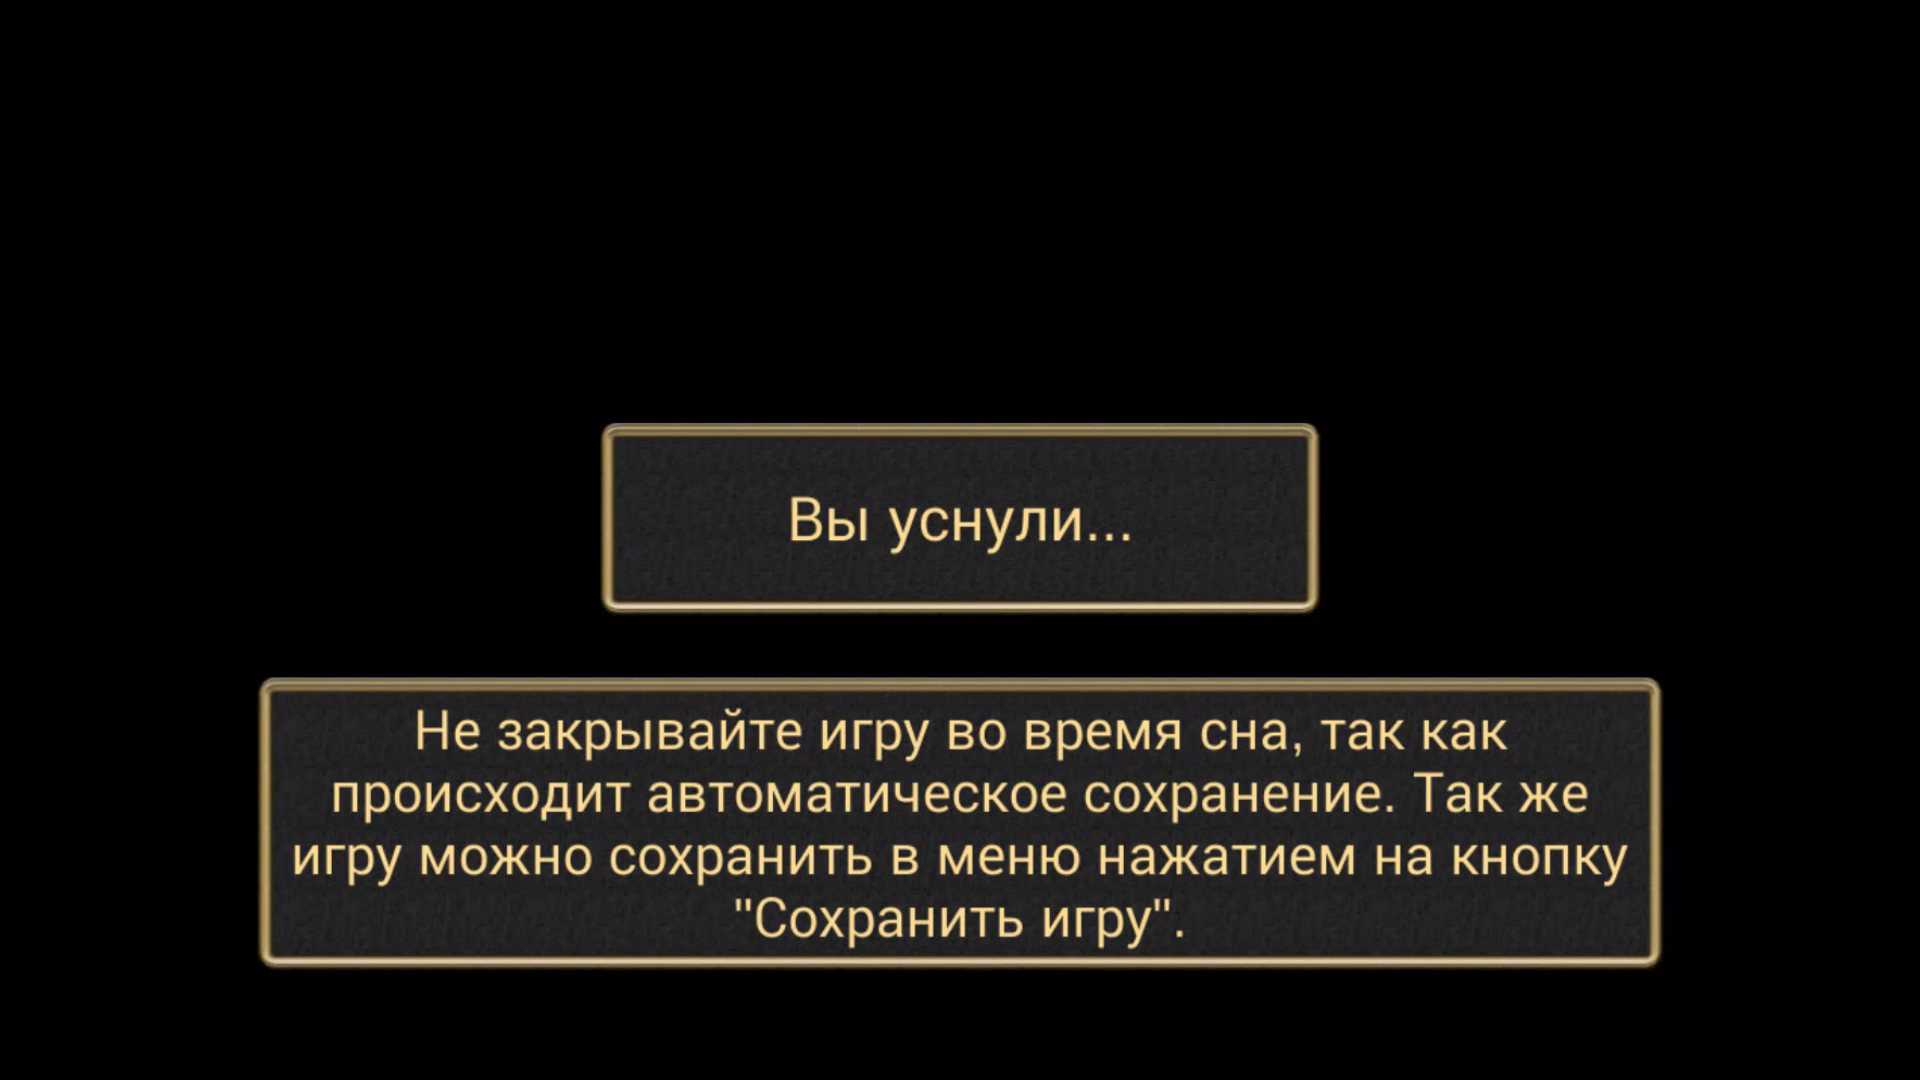 Вы уснули...
Не закрывайте игру во время сна, так как
происходит автоматическое сохранение. Так же
игру можно сохранить в меню нажатием на кнопку
"Сохранить игру".